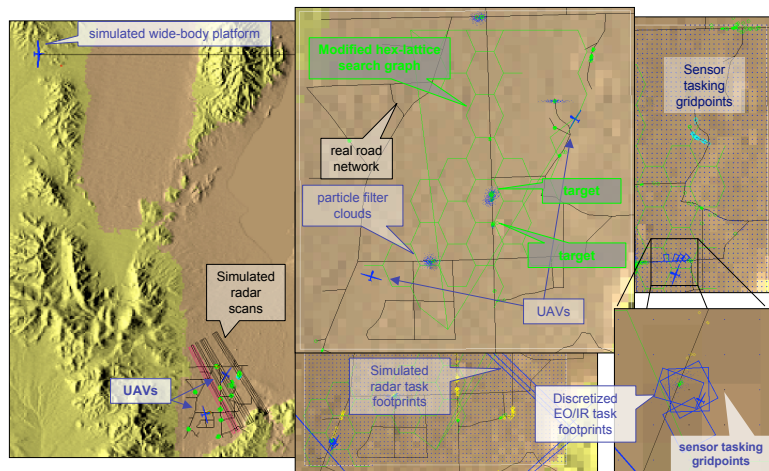 simulated wide-body platform
Modified hex-lattice
search graph
Sensor
tasking
gridpoints
real road
network
particle filter
clouds
target
target
Simulated
radar
scans
UAVs
UAVs
Simulated
radar task
footprints
Discretized
EO/IR task
footprints
sensor tasking
gridpoints